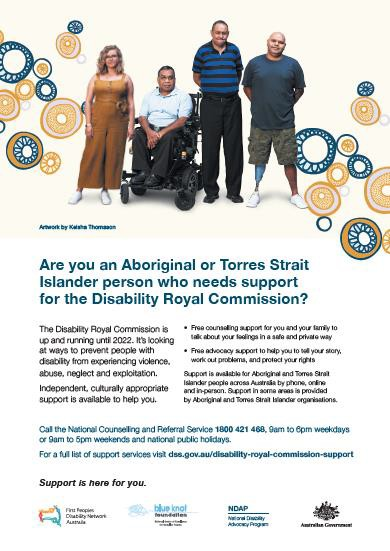 Artwork by Keisha Thomason
Are you an Aboriginal or Torres Strait
Islander person who needs support
for the Disability Royal Commission?
The Disability Royal Commission is
up and running until 2022. It's looking
at ways to prevent people with
disability from experiencing violence,
abuse, neglect and exploitation.
Independent, culturally appropriate
support is available to help you.
• Free counselling support for you and your family to
talk about your feelings in a safe and private way
• Free advocacy support to help you to tell your story,
work out problems, and protect your rights
Support is available for Aboriginal and Torres Strait
Islander people across Australia by phone, online
and in-person. Support in some areas is provided
by Aboriginal and Torres Strait Islander organisations.
Call the National Counselling and Referral Service 1800 421 468, 9am to 6pm weekdays
or 9am to 5pm weekends and national public holidays.
For a full list of support services visit dss.gov.au/disability-royal-commission-support
Support is here for you.
First Peoples
Disability Network
Australia
blue knot
foundation
NDAP
National Disability
Advocacy Program
Australian Government